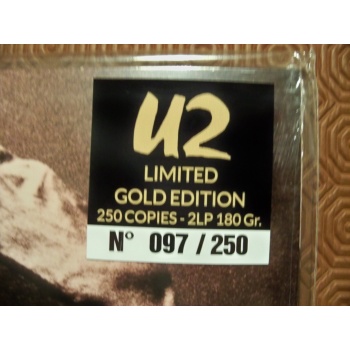 U2
LIMITED
GOLD EDITION
250 COPIES - 2LP 180 Gr.
N° 097 / 250